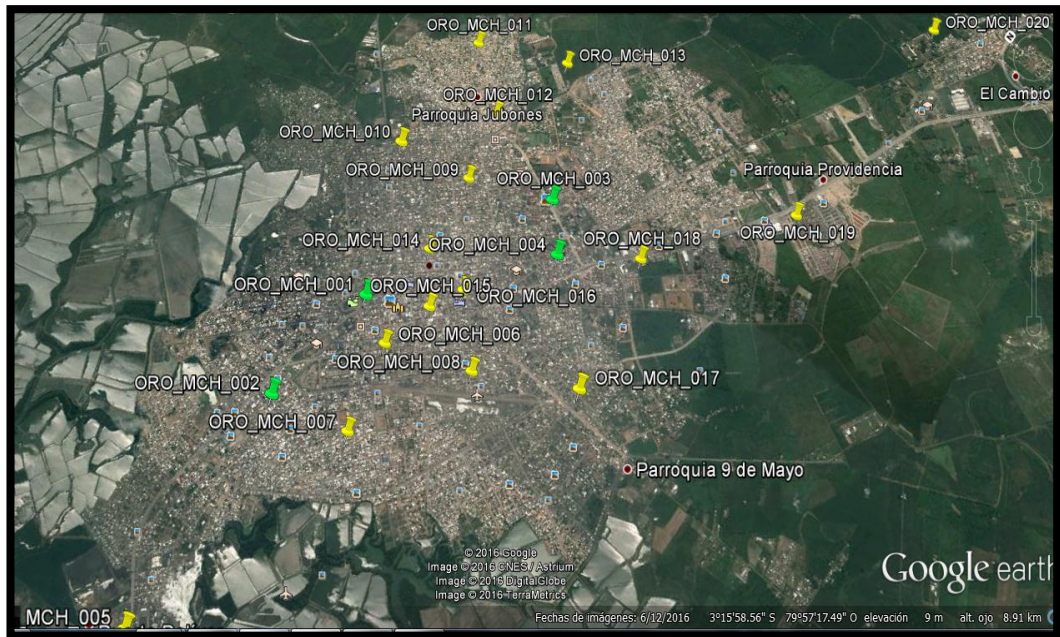 ORO_MCH_011
ORO_MCH_020
ORO_MCH_013
El Cambio
ORO_MCH_012
Parroquia Jubones
ORO_MCH_010
ORO_MCH_009
ORO_MCH_003
Parroquia Providencia
ORO_MCH_014
ORO_MCH_004
ORO_MCH_018
ORO_MCH_019
ORO_MCH_001
ORO_MCH_015
ORO_MCH_016
ORO_MCH_006
ORO_MCH_008
ORO_MCH_002
ORO_MCH_017
ORO_MCH_007
Parroquia 9 de Mayo
© 2016 Google
Image © 2016 CNES / Astrium
Image © 2016 DigitalGlobe
Image © 2016 TerraMetrics
Google earth
MCH_005
Fechas de imágenes: 6/12/2016 3°15'58.56" S 79°57'17.49" O elevación 9 m alt. ojo 8.91 km